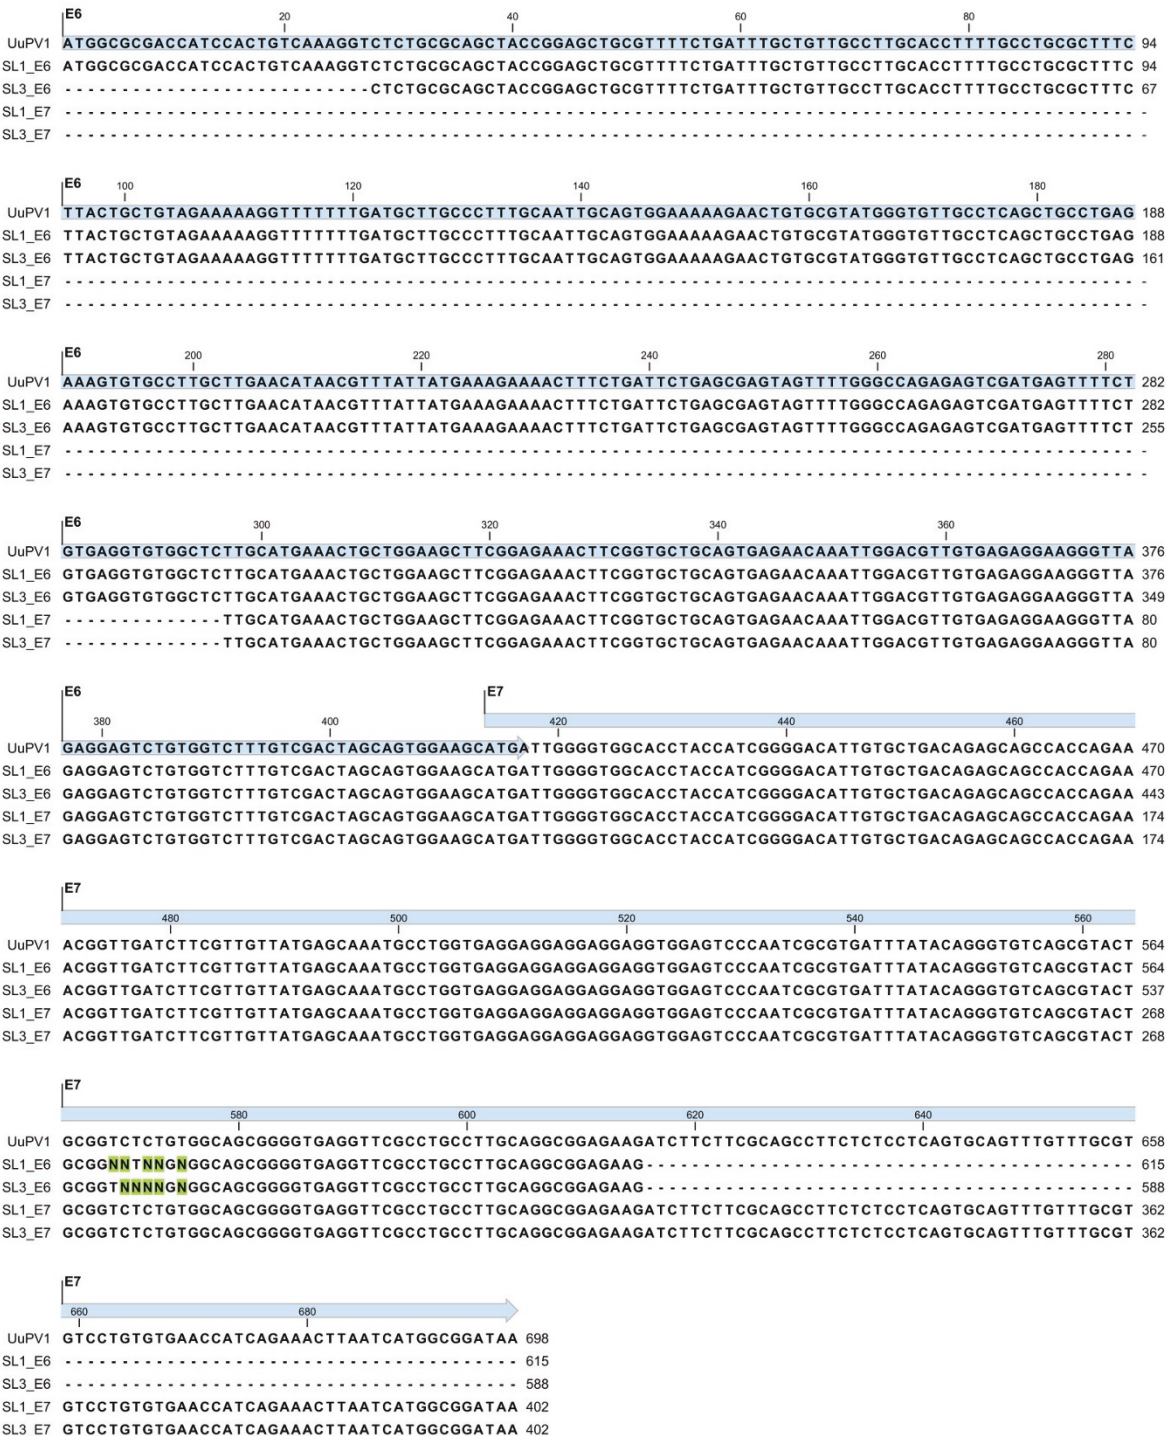 E6
20 40 60 80
UuPV1 ATGGCGCGACCATCCACTGTCAAAGGTCTCTGCGCAGCTACCGGAGCTGCGTTTTCTGATTTGCTGTTGCCTTGCACCTTTTGCCTGCGCTTTC 94
SL1_E6 ATGGCGCGACCATCCACTGTCAAAGGTCTCTGCGCAGCTACCGGAGCTGCGTTTTCTGATTTGCTGTTGCCTTGCACCTTTTGCCTGCGCTTTC 94
SL3_E6 ---------------------------CTCTGCGCAGCTACCGGAGCTGCGTTTTCTGATTTGCTGTTGCCTTGCACCTTTTGCCTGCGCTTTC 67
SL1_E7 ---------------------------------------------------------------------------------------------- -
SL3_E7 ---------------------------------------------------------------------------------------------- -
E6
100 120 140 160 180
UuPV1 TTACTGCTGTAGAAAAAGGTTTTTTTGATGCTTGCCCTTTGCAATTGCAGTGGAAAAAGAACTGTGCGTATGGGTGTTGCCTCAGCTGCCTGAG 188
SL1_E6 TTACTGCTGTAGAAAAAGGTTTTTTTGATGCTTGCCCTTTGCAATTGCAGTGGAAAAAGAACTGTGCGTATGGGTGTTGCCTCAGCTGCCTGAG 188
SL3_E6 TTACTGCTGTAGAAAAAGGTTTTTTTGATGCTTGCCCTTTGCAATTGCAGTGGAAAAAGAACTGTGCGTATGGGTGTTGCCTCAGCTGCCTGAG 161
SL1_E7 ---------------------------------------------------------------------------------------------- -
SL3_E7 ---------------------------------------------------------------------------------------------- -
E6
200 220 240 260 280
UuPV1 AAAGTGTGCCTTGCTTGAACATAACGTTTATTATGAAAGAAAACTTTCTGATTCTGAGCGAGTAGTTTTGGGCCAGAGAGTCGATGAGTTTTCT 282
SL1_E6 AAAGTGTGCCTTGCTTGAACATAACGTTTATTATGAAAGAAAACTTTCTGATTCTGAGCGAGTAGTTTTGGGCCAGAGAGTCGATGAGTTTTCT 282
SL3_E6 AAAGTGTGCCTTGCTTGAACATAACGTTTATTATGAAAGAAAACTTTCTGATTCTGAGCGAGTAGTTTTGGGCCAGAGAGTCGATGAGTTTTCT 255
SL1_E7 ---------------------------------------------------------------------------------------------- -
SL3_E7 ---------------------------------------------------------------------------------------------- -
E6
300 320 340 360
UuPV1 GTGAGGTGTGGCTCTTGCATGAAACTGCTGGAAGCTTCGGAGAAACTTCGGTGCTGCAGTGAGAACAAATTGGACGTTGTGAGAGGAAGGGTTA 376
SL1_E6 GTGAGGTGTGGCTCTTGCATGAAACTGCTGGAAGCTTCGGAGAAACTTCGGTGCTGCAGTGAGAACAAATTGGACGTTGTGAGAGGAAGGGTTA 376
SL3_E6 GTGAGGTGTGGCTCTTGCATGAAACTGCTGGAAGCTTCGGAGAAACTTCGGTGCTGCAGTGAGAACAAATTGGACGTTGTGAGAGGAAGGGTTA 349
SL1_E7 --------------TTGCATGAAACTGCTGGAAGCTTCGGAGAAACTTCGGTGCTGCAGTGAGAACAAATTGGACGTTGTGAGAGGAAGGGTTA 80
SL3_E7 --------------TTGCATGAAACTGCTGGAAGCTTCGGAGAAACTTCGGTGCTGCAGTGAGAACAAATTGGACGTTGTGAGAGGAAGGGTTA 80
E6 E7
380 400 420 440 460
UuPV1 GAGGAGTCTGTGGTCTTTGTCGACTAGCAGTGGAAGCATGATTGGGGTGGCACCTACCATCGGGGACATTGTGCTGACAGAGCAGCCACCAGAA 470
SL1_E6 GAGGAGTCTGTGGTCTTTGTCGACTAGCAGTGGAAGCATGATTGGGGTGGCACCTACCATCGGGGACATTGTGCTGACAGAGCAGCCACCAGAA 470
SL3_E6 GAGGAGTCTGTGGTCTTTGTCGACTAGCAGTGGAAGCATGATTGGGGTGGCACCTACCATCGGGGACATTGTGCTGACAGAGCAGCCACCAGAA 443
SL1_E7 GAGGAGTCTGTGGTCTTTGTCGACTAGCAGTGGAAGCATGATTGGGGTGGCACCTACCATCGGGGACATTGTGCTGACAGAGCAGCCACCAGAA 174
SL3_E7 GAGGAGTCTGTGGTCTTTGTCGACTAGCAGTGGAAGCATGATTGGGGTGGCACCTACCATCGGGGACATTGTGCTGACAGAGCAGCCACCAGAA 174
E7
480 500 520 540 560
UuPV1 ACGGTTGATCTTCGTTGTTATGAGCAAATGCCTGGTGAGGAGGAGGAGGAGGTGGAGTCCCAATCGCGTGATTTATACAGGGTGTCAGCGTACT 564
SL1_E6 ACGGTTGATCTTCGTTGTTATGAGCAAATGCCTGGTGAGGAGGAGGAGGAGGTGGAGTCCCAATCGCGTGATTTATACAGGGTGTCAGCGTACT 564
SL3_E6 ACGGTTGATCTTCGTTGTTATGAGCAAATGCCTGGTGAGGAGGAGGAGGAGGTGGAGTCCCAATCGCGTGATTTATACAGGGTGTCAGCGTACT 537
SL1_E7 ACGGTTGATCTTCGTTGTTATGAGCAAATGCCTGGTGAGGAGGAGGAGGAGGTGGAGTCCCAATCGCGTGATTTATACAGGGTGTCAGCGTACT 268
SL3_E7 ACGGTTGATCTTCGTTGTTATGAGCAAATGCCTGGTGAGGAGGAGGAGGAGGTGGAGTCCCAATCGCGTGATTTATACAGGGTGTCAGCGTACT 268
E7
580 600 620 640
UuPV1 GCGGTCTCTGTGGCAGCGGGGTGAGGTTCGCCTGCCTTGCAGGCGGAGAAGATCTTCTTCGCAGCCTTCTCTCCTCAGTGCAGTTTGTTTGCGT 658
SL1_E6 GCGGNNTNNGNGGCAGCGGGGTGAGGTTCGCCTGCCTTGCAGGCGGAGAAG------------------------------------------- 615
SL3_E6 GCGGTNNNNGNGGCAGCGGGGTGAGGTTCGCCTGCCTTGCAGGCGGAGAAG------------------------------------------- 588
SL1_E7 GCGGTCTCTGTGGCAGCGGGGTGAGGTTCGCCTGCCTTGCAGGCGGAGAAGATCTTCTTCGCAGCCTTCTCTCCTCAGTGCAGTTTGTTTGCGT 362
SL3_E7 GCGGTCTCTGTGGCAGCGGGGTGAGGTTCGCCTGCCTTGCAGGCGGAGAAGATCTTCTTCGCAGCCTTCTCTCCTCAGTGCAGTTTGTTTGCGT 362
E7
660 680
UuPV1 GTCCTGTGTGAACCATCAGAAACTTAATCATGGCGGATAA 698
SL1_E6 ---------------------------------------- 615
SL3_E6 ---------------------------------------- 588
SL1_E7 GTCCTGTGTGAACCATCAGAAACTTAATCATGGCGGATAA 402
SL3_E7 GTCCTGTGTGAACCATCAGAAACTTAATCATGGCGGATAA 402